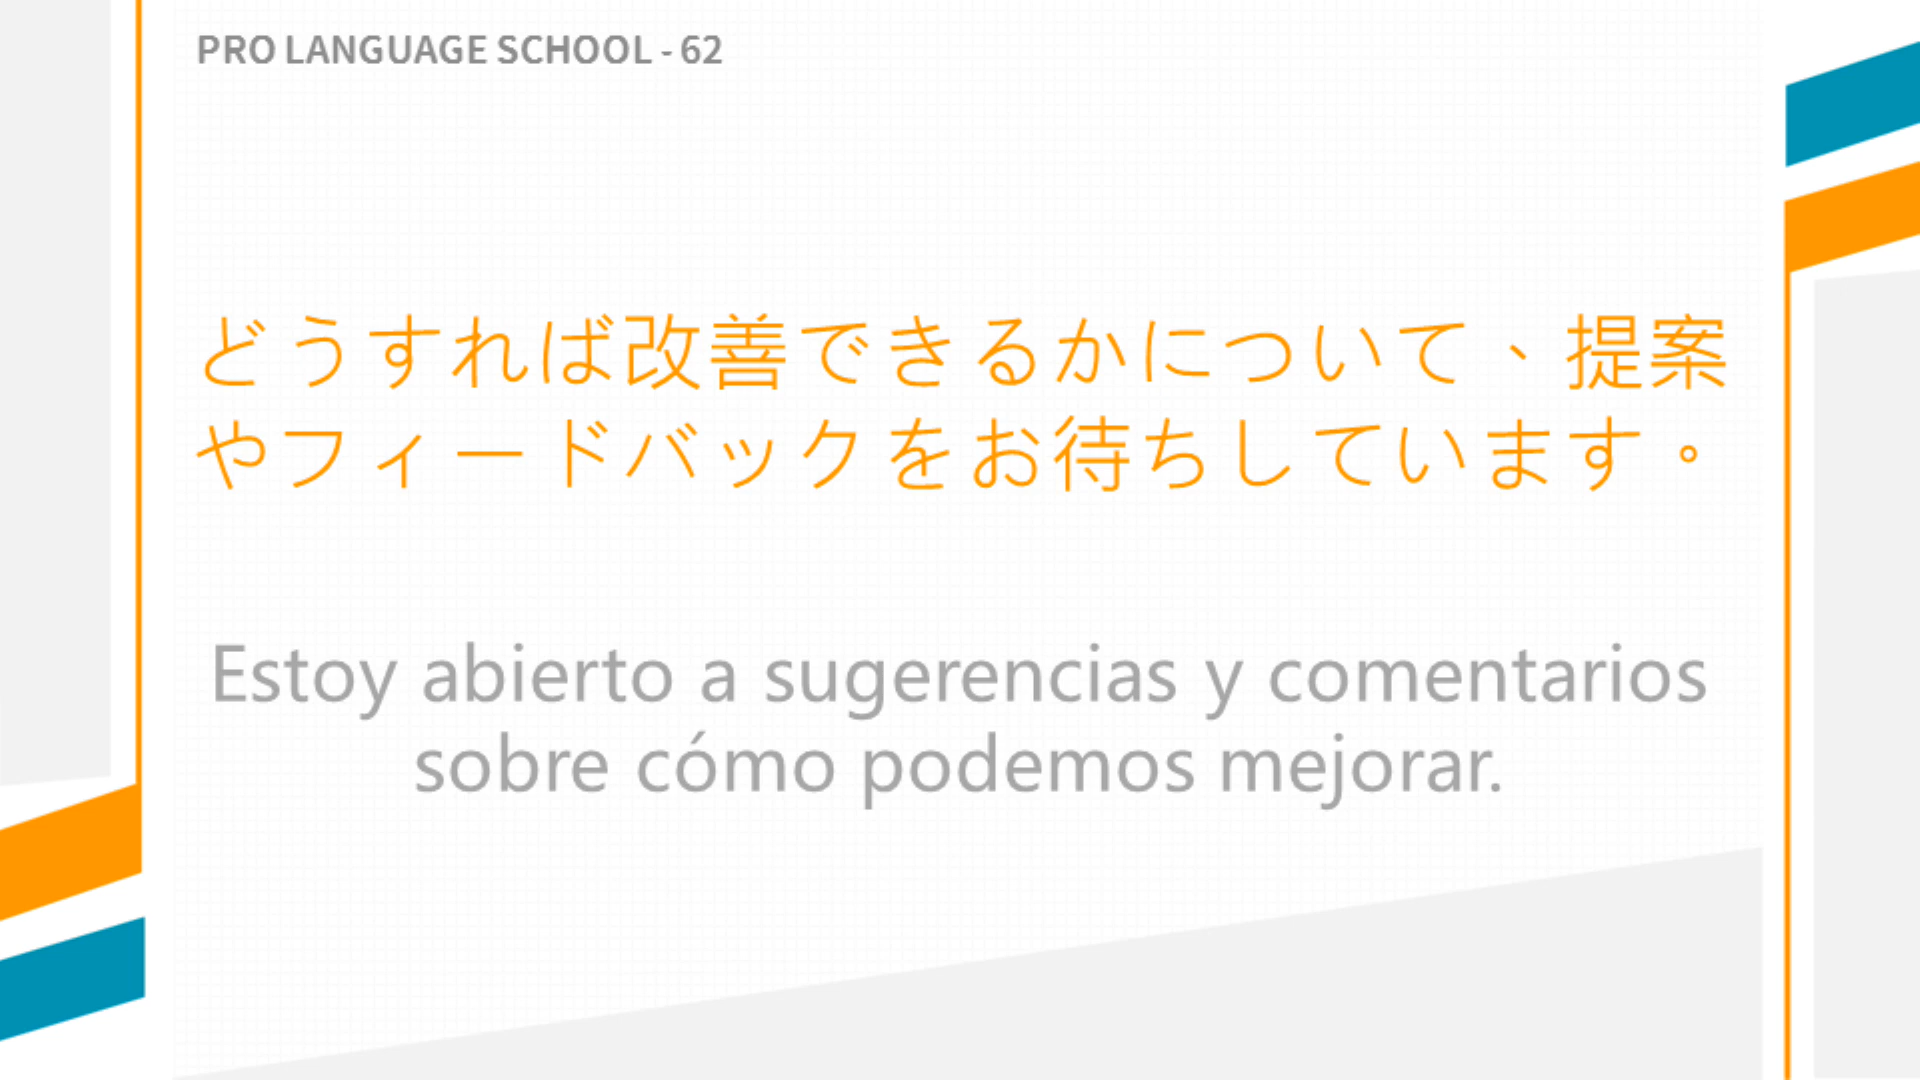 PRO LANGUAGE SCHOOL - 62
どうすれば改善できるかについて、提案
やフィードバックをお待ちしています。
Estoy abierto a sugerencias y comentarios
sobre cómo podemos mejorar.